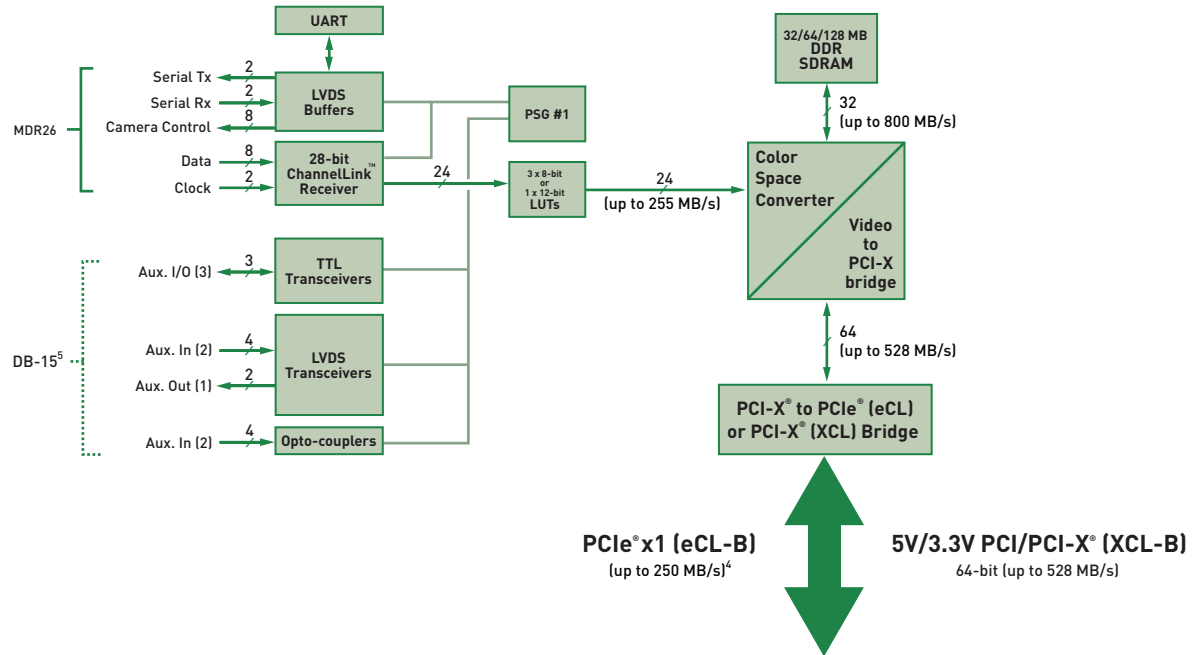 UART
32/64/128 MB
DDR
SDRAM
MDR26
Serial Tx
2
Serial Rx
2
Camera Control
8
LVDS
Buffers
PSG #1
32
(up to 800 MB/s)
Data
8
Clock
2
28-bit
ChannelLink™
Receiver
24
3 x 8-bit
or
1 x 12-bit
LUTs
24
(up to 255 MB/s)
Color
Space
Converter
Video
to
PCI-X
bridge
DB-15⁵
Aux. I/O (3)
3
TTL
Transceivers
Aux. In (2)
4
Aux. Out (1)
2
LVDS
Transceivers
64
(up to 528 MB/s)
Aux. In (2)
4
Opto-couplers
PCI-X® to PCIe® (eCL)
or PCI-X® (XCL) Bridge
PCIe® x1 (eCL-B)
(up to 250 MB/s)⁴
5V/3.3V PCI/PCI-X® (XCL-B)
64-bit (up to 528 MB/s)